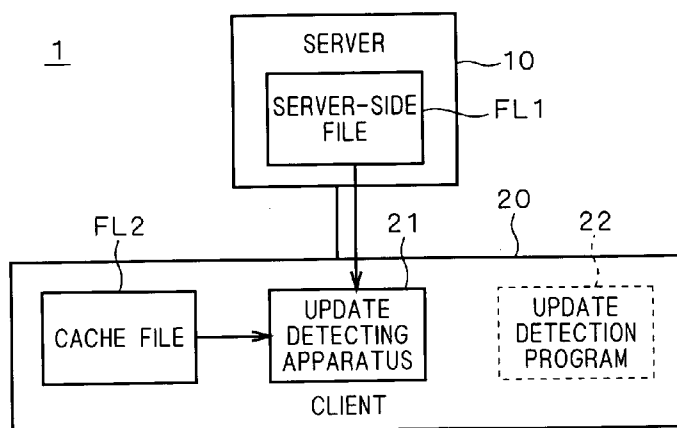 1
SERVER
10
SERVER-SIDE
FILE
FL1
FL2
21
20
22
CACHE FILE
UPDATE
DETECTING
APPARATUS
UPDATE
DETECTION
PROGRAM
CLIENT